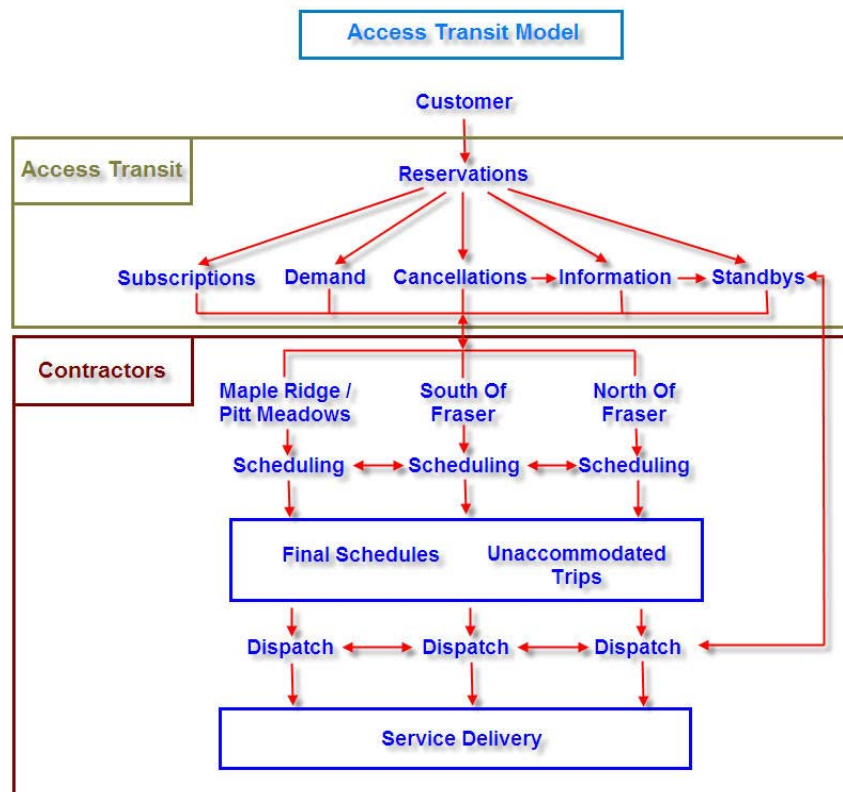 Access Transit Model
Customer
Access Transit
Reservations
Subscriptions Demand Cancellations Information Standbys
Contractors
Maple Ridge / South Of North Of
Pitt Meadows Fraser Fraser
Scheduling Scheduling Scheduling
Final Schedules Unaccommodated
Trips
Dispatch Dispatch Dispatch
Service Delivery